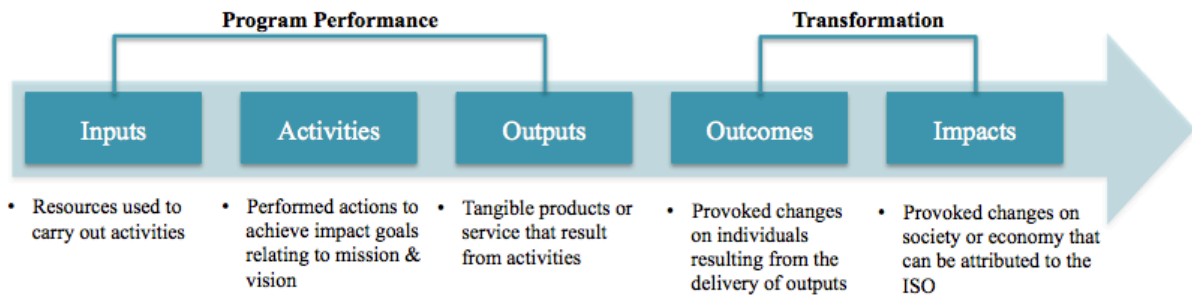 Program Performance
Transformation
Inputs
Activities
Outputs
Outcomes
Impacts
• Resources used to
carry out activities
• Performed actions to
achieve impact goals
relating to mission &
vision
• Tangible products or
service that result
from activities
• Provoked changes
on individuals
resulting from the
delivery of outputs
• Provoked changes on
society or economy that
can be attributed to the
ISO